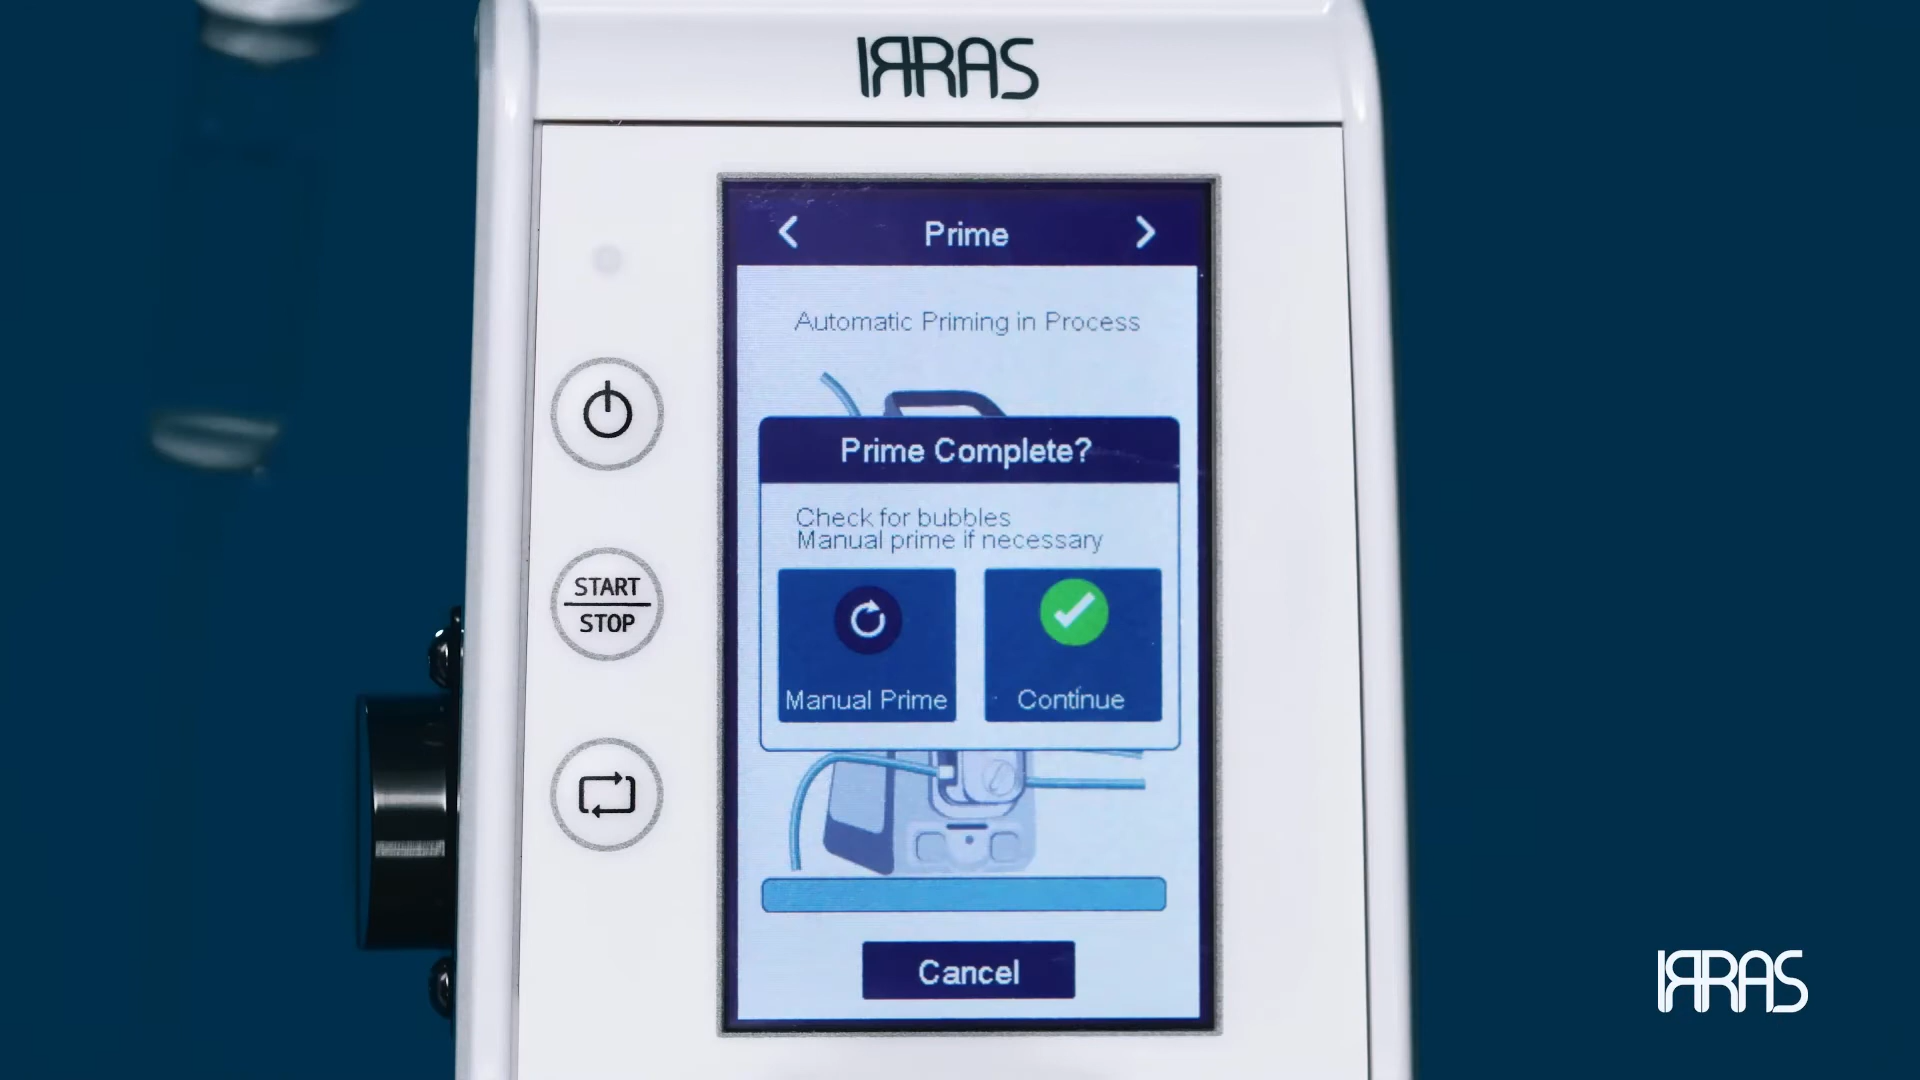 IRRAS
Prime
Automatic Priming in Process
Prime Complete?
Check for bubbles
Manual prime if necessary
Manual Prime
Continue
START
STOP
Cancel
IRRAS